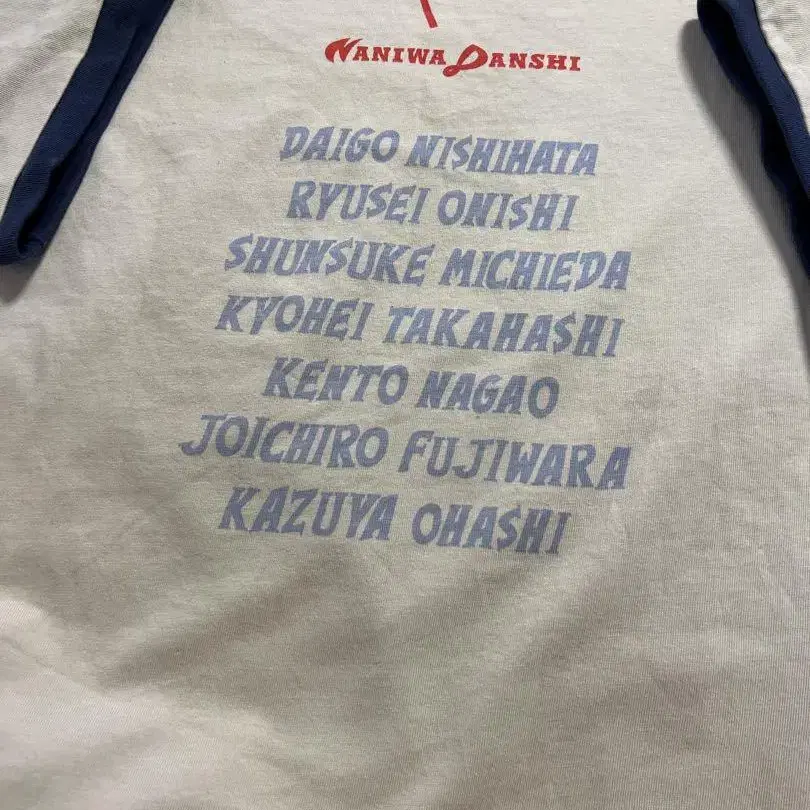 NANIWA DANSHI
DAIGO NISHIHATA
RYUSEI ONISHI
SHUNSUKE MICHIEDA
KYOHEI TAKAHASHI
KENTO NAGAO
JOICHIRO FUJIWARA
KAZUYA OHASHI